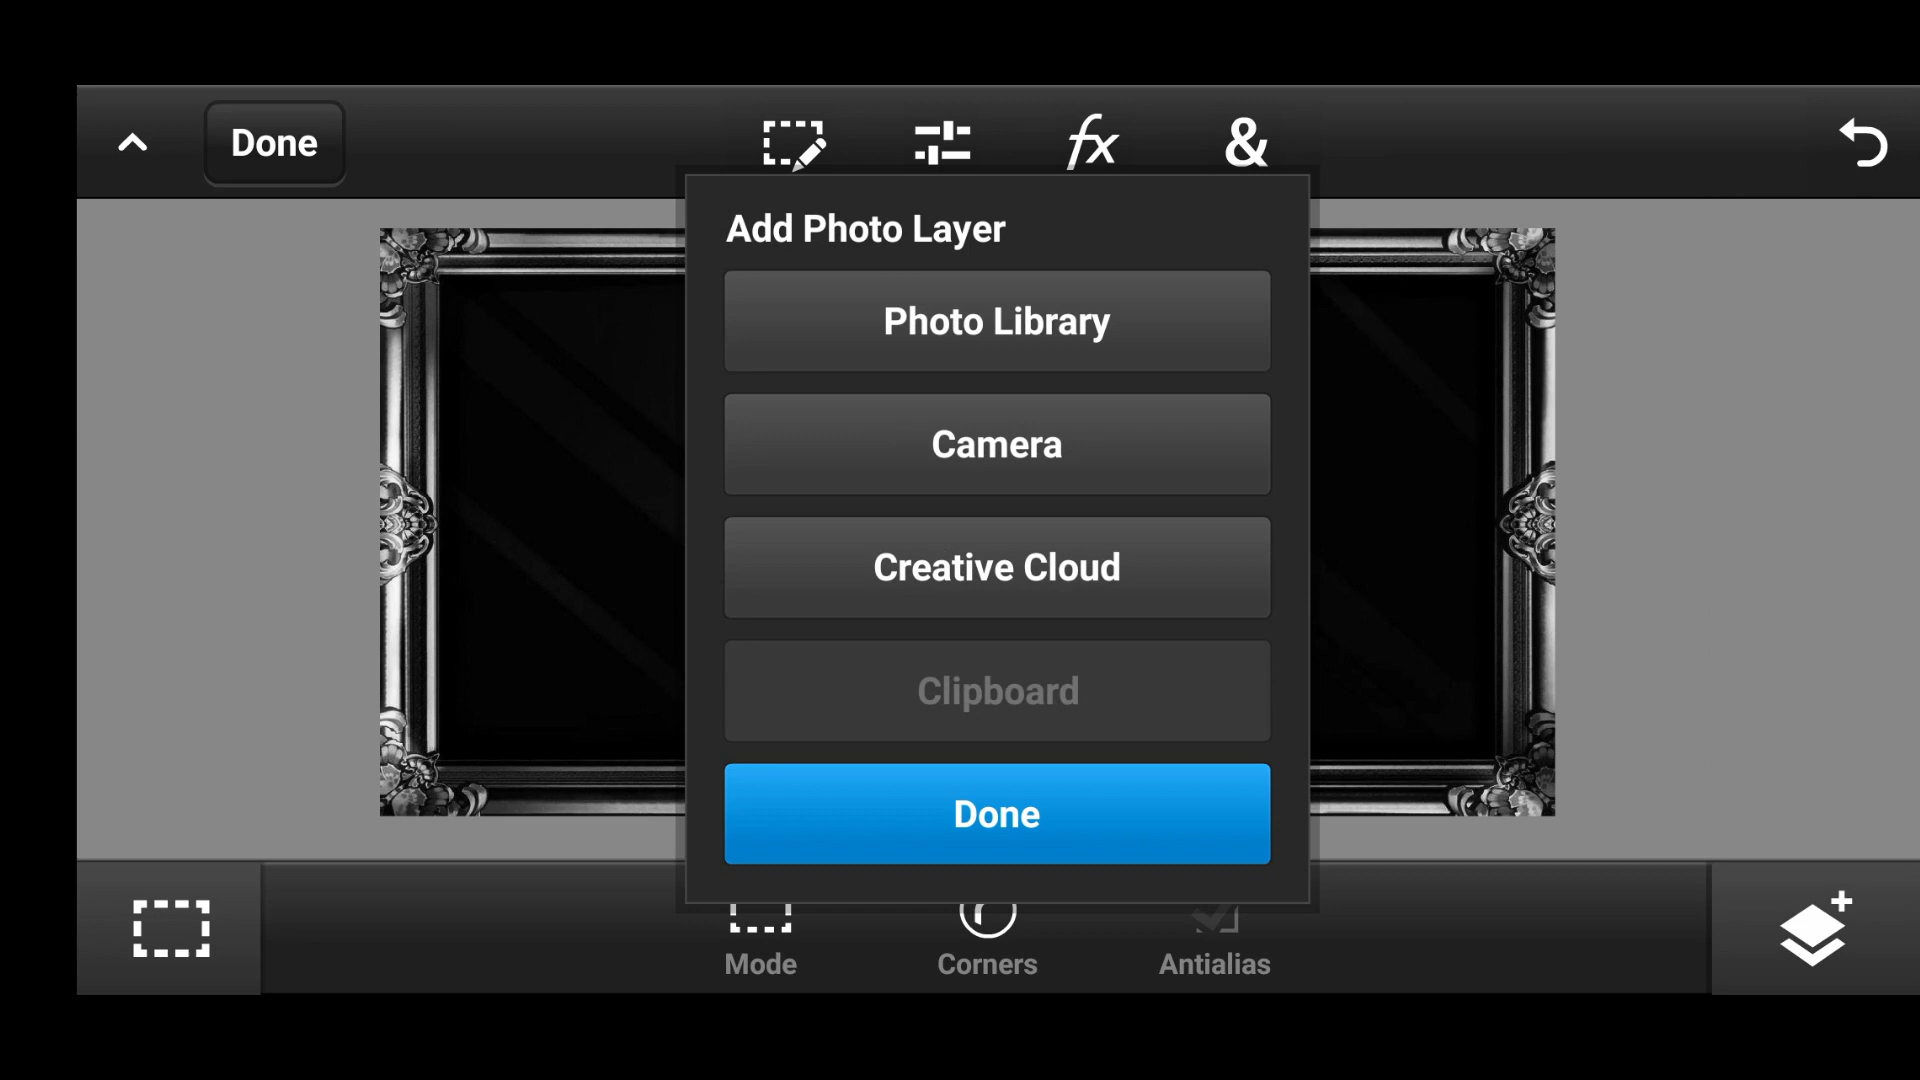 Done
fx
&
Add Photo Layer
Photo Library
Camera
Creative Cloud
Clipboard
Done
Mode
Corners
Antialias